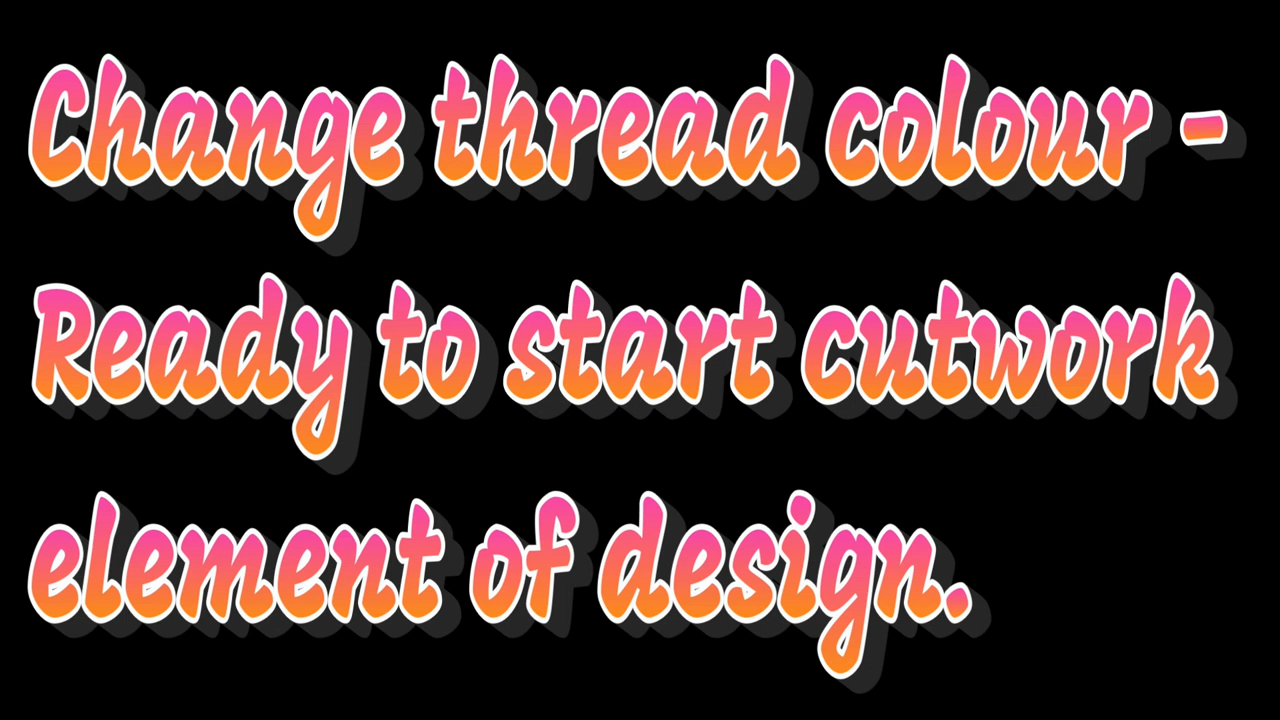 Change thread colour -
Ready to start cutwork
element of design.